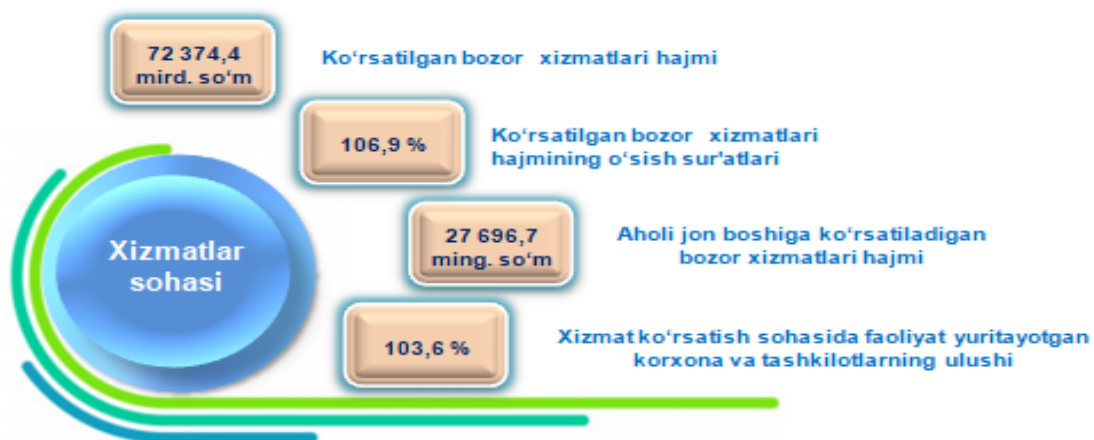 72 374,4
mird. so‘m
Ko‘rsatilgan bozor xizmatlari hajmi
106,9 %
Ko‘rsatilgan bozor xizmatlari
hajmining o‘sish sur'atlari
Xizmatlar
sohasi
27 696,7
ming. so‘m
Aholi jon boshiga ko‘rsatiladigan
bozor xizmatlari hajmi
103,6 %
Xizmat ko‘rsatish sohasida faoliyat yuritayotgan
korxona va tashkilotlarning ulushi